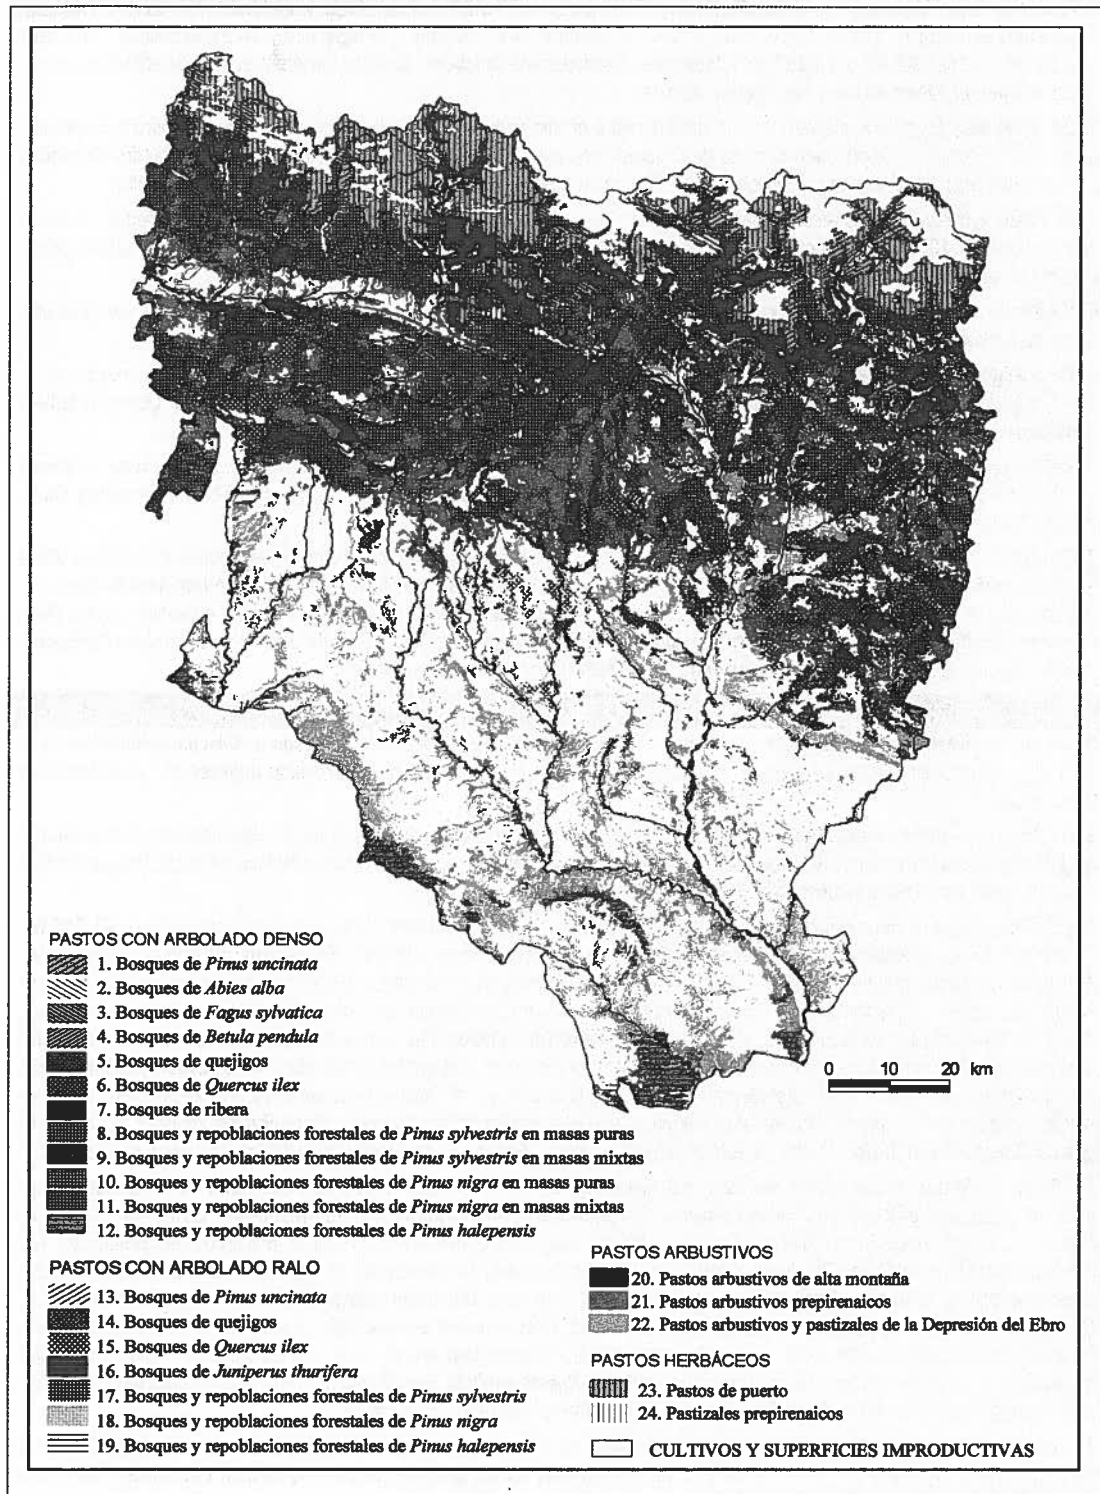 PASTOS CON ARBOLADO DENSO
1. Bosques de Pinus uncinata
2. Bosques de Abies alba
3. Bosques de Fagus sylvatica
4. Bosques de Betula pendula
5. Bosques de quejigos
6. Bosques de Quercus ilex
7. Bosques de ribera
8. Bosques y repoblaciones forestales de Pinus sylvestris en masas puras
9. Bosques y repoblaciones forestales de Pinus sylvestris en masas mixtas
10. Bosques y repoblaciones forestales de Pinus nigra en masas puras
11. Bosques y repoblaciones forestales de Pinus nigra en masas mixtas
12. Bosques y repoblaciones forestales de Pinus halepensis
PASTOS CON ARBOLADO RALO
13. Bosques de Pinus uncinata
14. Bosques de quejigos
15. Bosques de Quercus ilex
16. Bosques de Juniperus thurifera
17. Bosques y repoblaciones forestales de Pinus sylvestris
18. Bosques y repoblaciones forestales de Pinus nigra
19. Bosques y repoblaciones forestales de Pinus halepensis
0 10 20 km
PASTOS ARBUSTIVOS
20. Pastos arbustivos de alta montaña
21. Pastos arbustivos prepirenaicos
22. Pastos arbustivos y pastizales de la Depresión del Ebro
PASTOS HERBÁCEOS
23. Pastos de puerto
24. Pastizales prepirenaicos
CULTIVOS Y SUPERFICIES IMPRODUCTIVAS